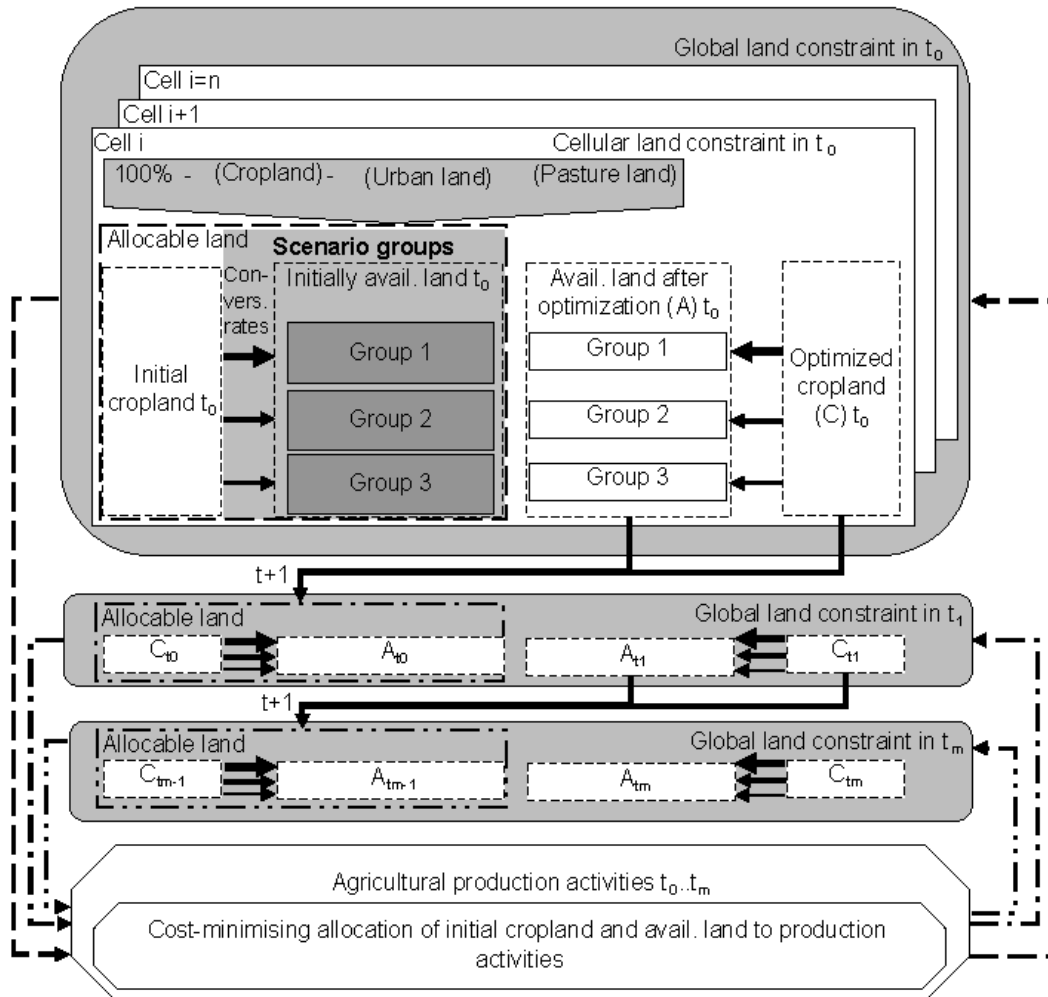 Global land constraint in t0
Cell i=n
Cell i+1
Cell i
Cellular land constraint in t0
100% - (Cropland) - (Urban land) (Pasture land)
Allocable land
Scenario groups
Con-
vers.
rates
Initially avail. land t0
Group 1
Group 2
Group 3
Initial
cropland t0
Avail. land after
optimization (A) t0
Group 1
Group 2
Group 3
Optimized
cropland
(C) t0
t+1
Allocable land
Global land constraint in t1
Ct0
At0
At1
Ct1
t+1
Allocable land
Global land constraint in tm
Ctm-1
Atm-1
Atm
Ctm
Agricultural production activities t0..tm
Cost-minimising allocation of initial cropland and avail. land to production
activities